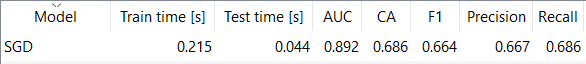 Model Train time [s] Test time [s] AUC CA F1 Precision Recall
SGD 0.215 0.044 0.892 0.686 0.664 0.667 0.686